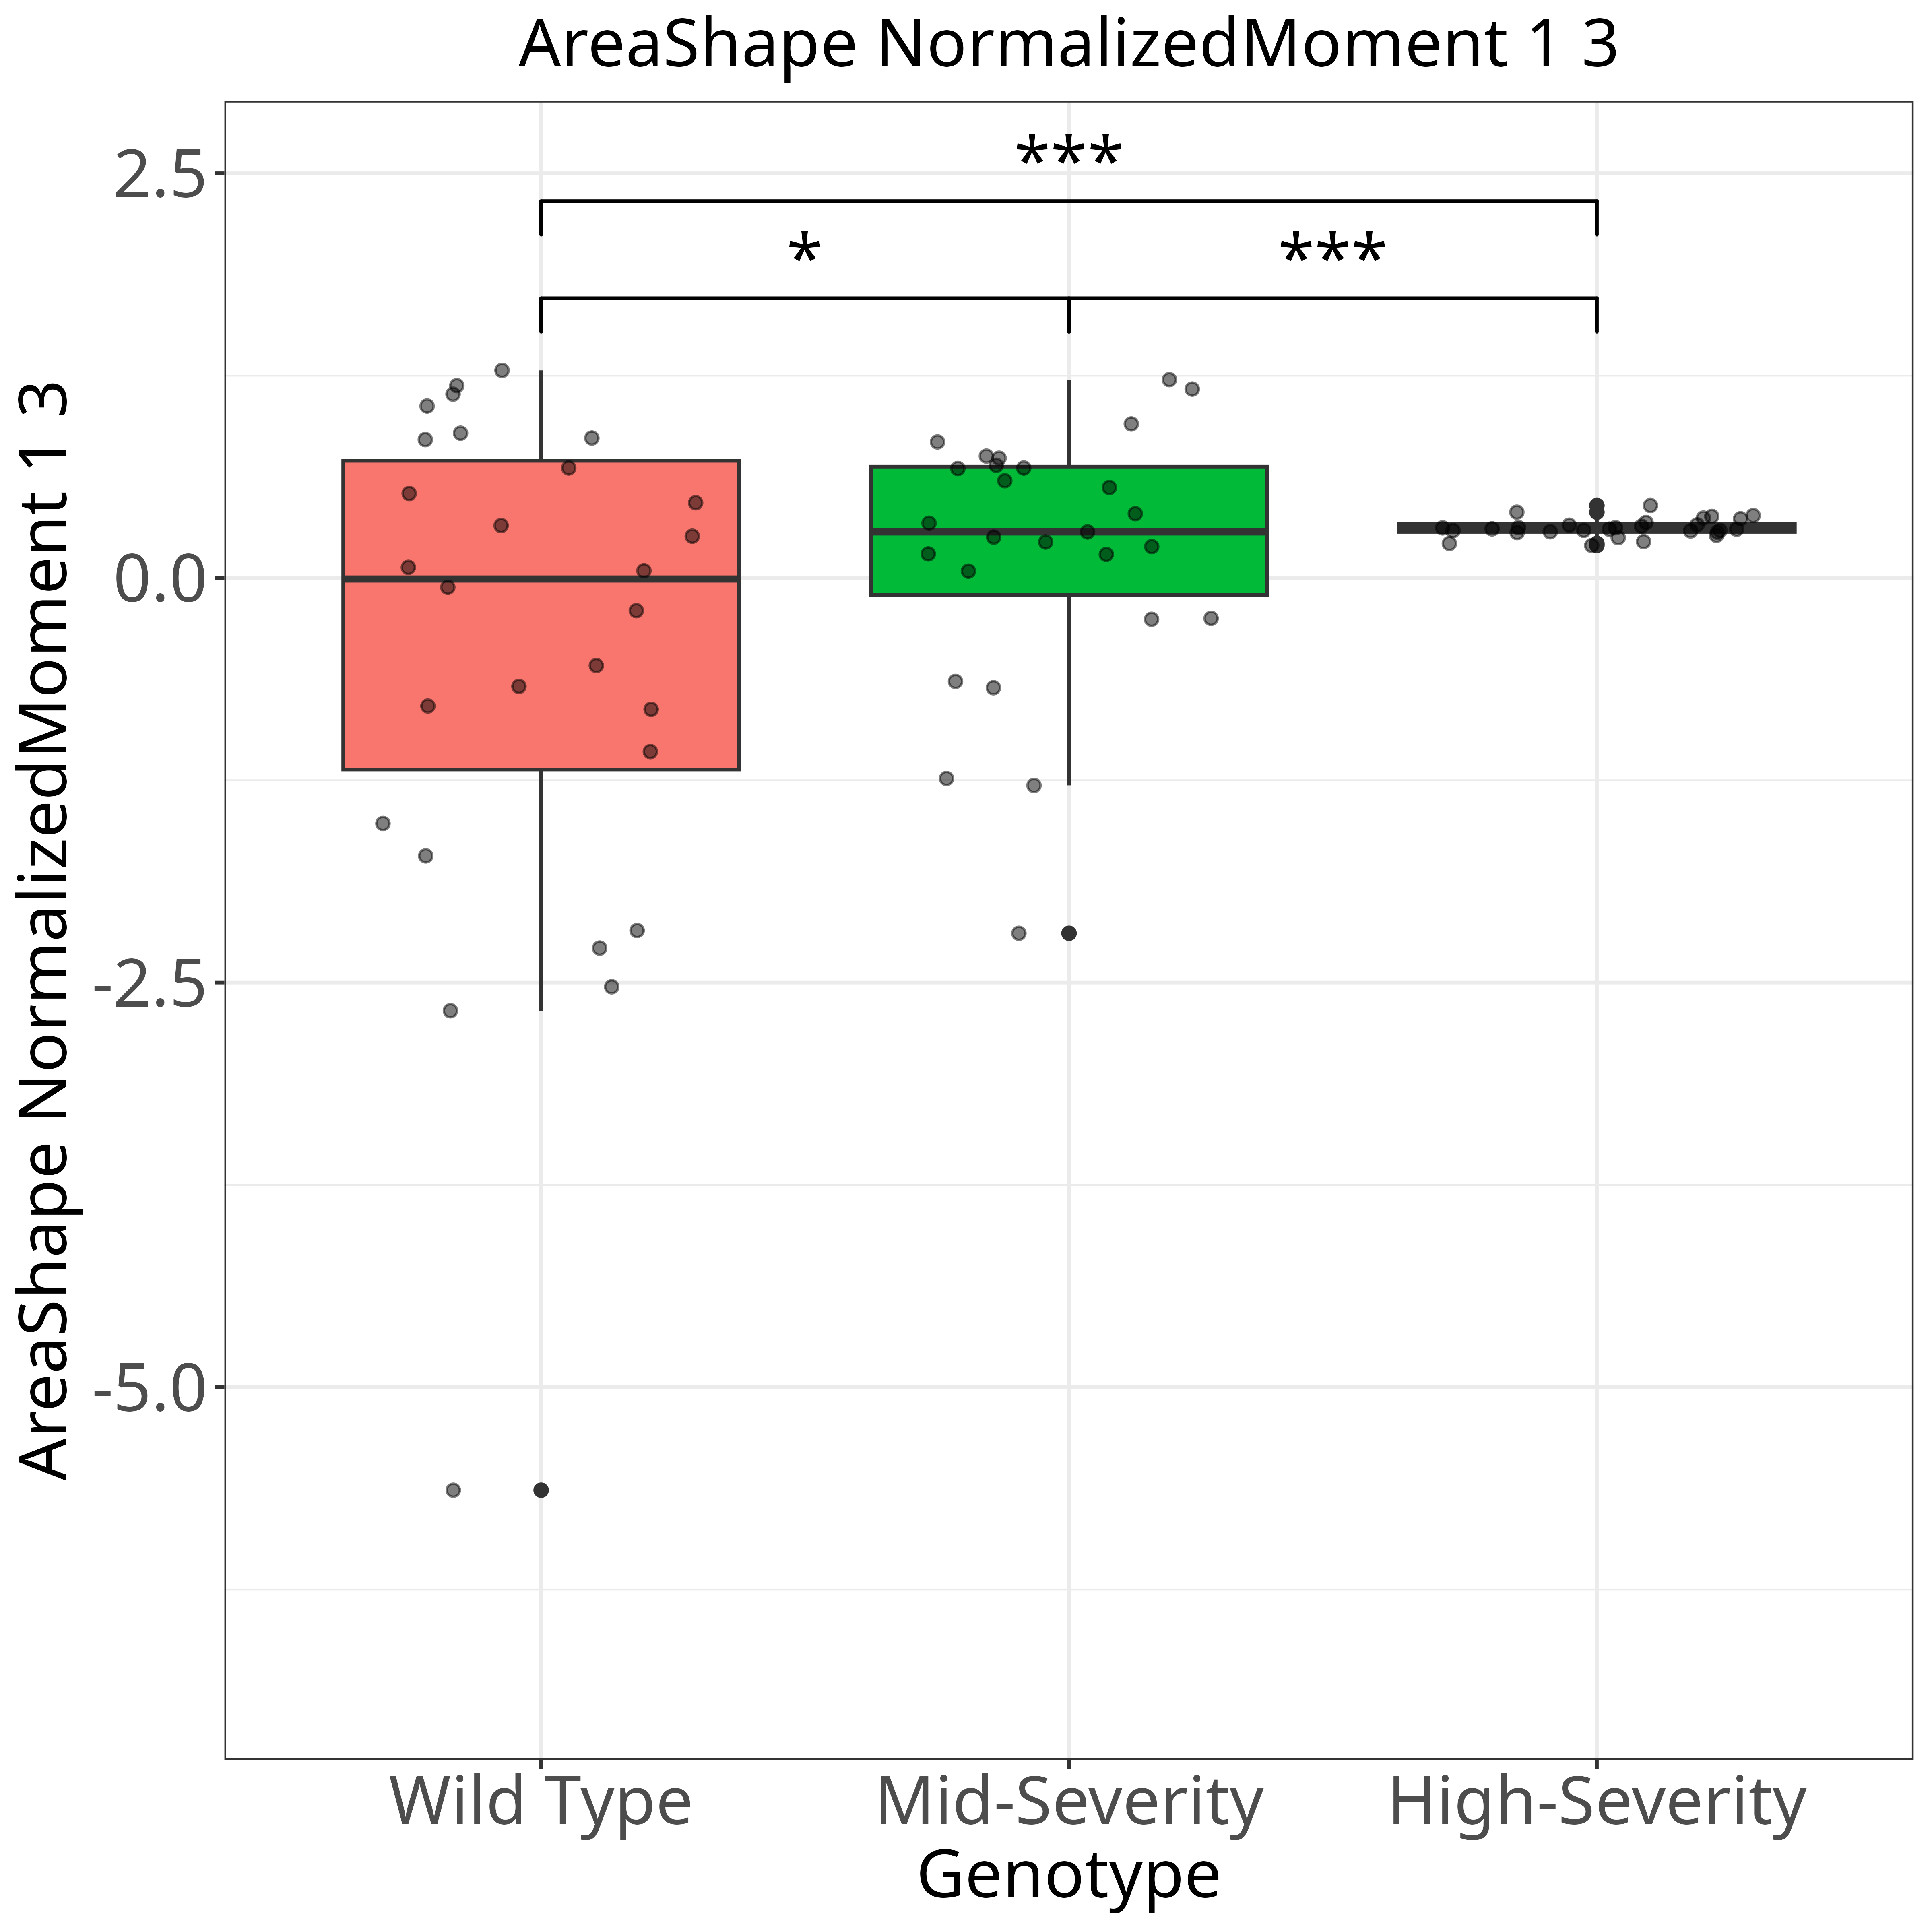 AreaShape NormalizedMoment 1 3
AreaShape NormalizedMoment 1 3
2.5
0.0
-2.5
-5.0
***
*
***
Wild Type
Mid-Severity
High-Severity
Genotype